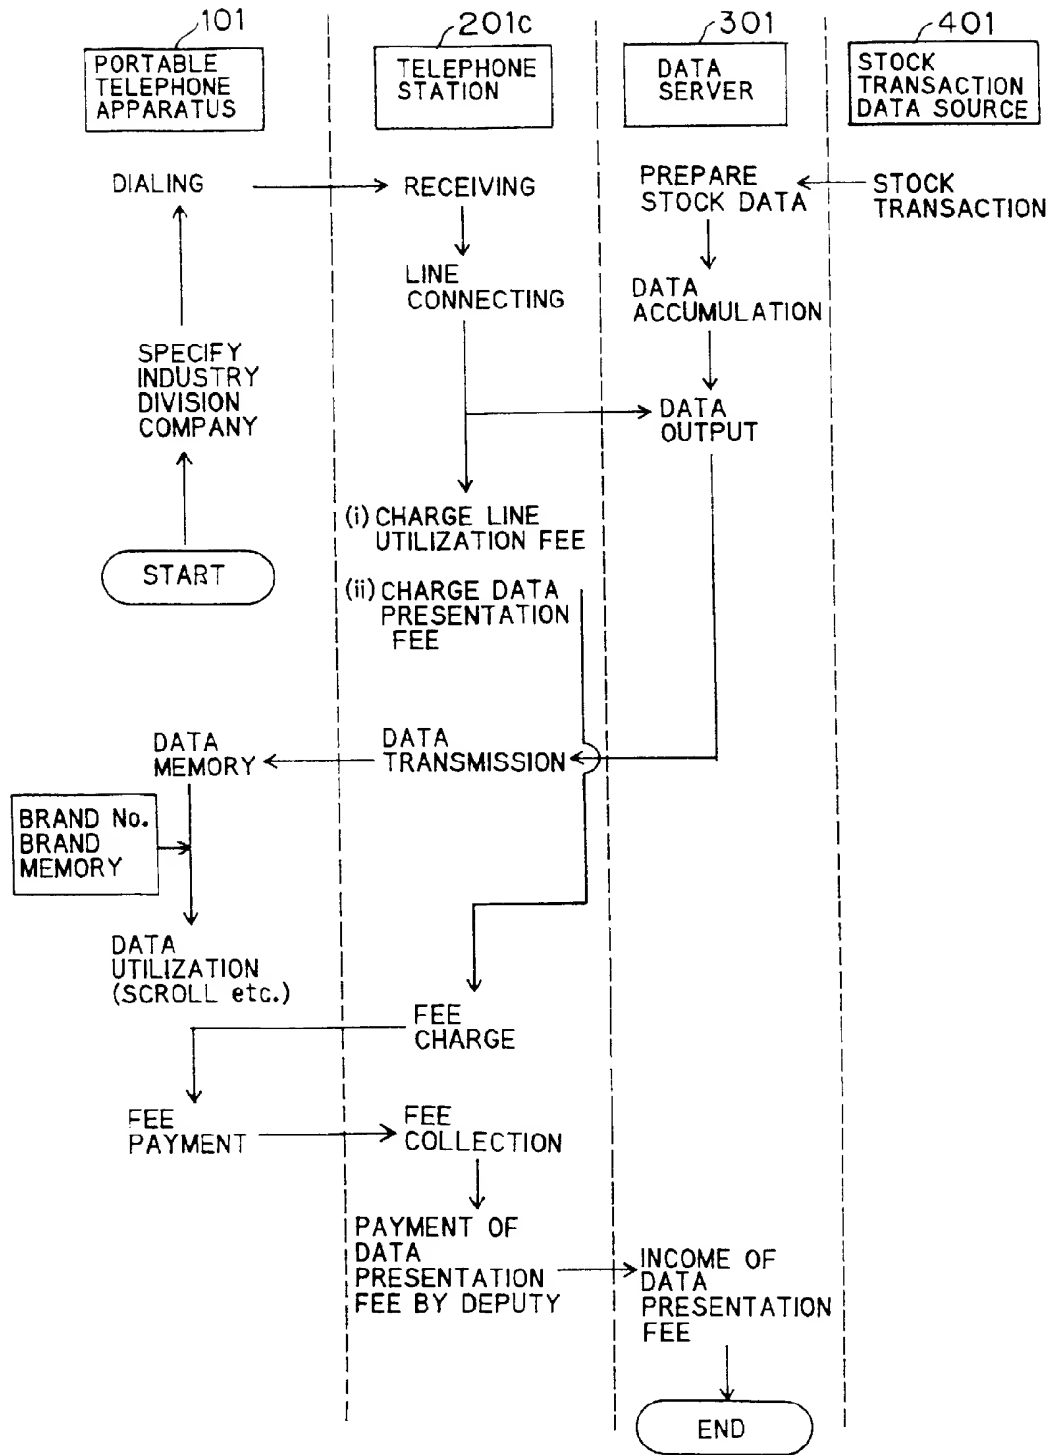 101
201c
301
401
PORTABLE
TELEPHONE
APPARATUS
TELEPHONE
STATION
DATA
SERVER
STOCK
TRANSACTION
DATA SOURCE
DIALING
RECEIVING
PREPARE
STOCK DATA
STOCK
TRANSACTION
LINE
CONNECTING
DATA
ACCUMULATION
SPECIFY
INDUSTRY
DIVISION
COMPANY
DATA
OUTPUT
(i) CHARGE LINE
UTILIZATION FEE
START
(ii) CHARGE DATA
PRESENTATION
FEE
DATA
MEMORY
DATA
TRANSMISSION
BRAND No.
BRAND
MEMORY
DATA
UTILIZATION
(SCROLL etc.)
FEE
CHARGE
FEE
PAYMENT
FEE
COLLECTION
PAYMENT OF
DATA
PRESENTATION
FEE BY DEPUTY
INCOME OF
DATA
PRESENTATION
FEE
END